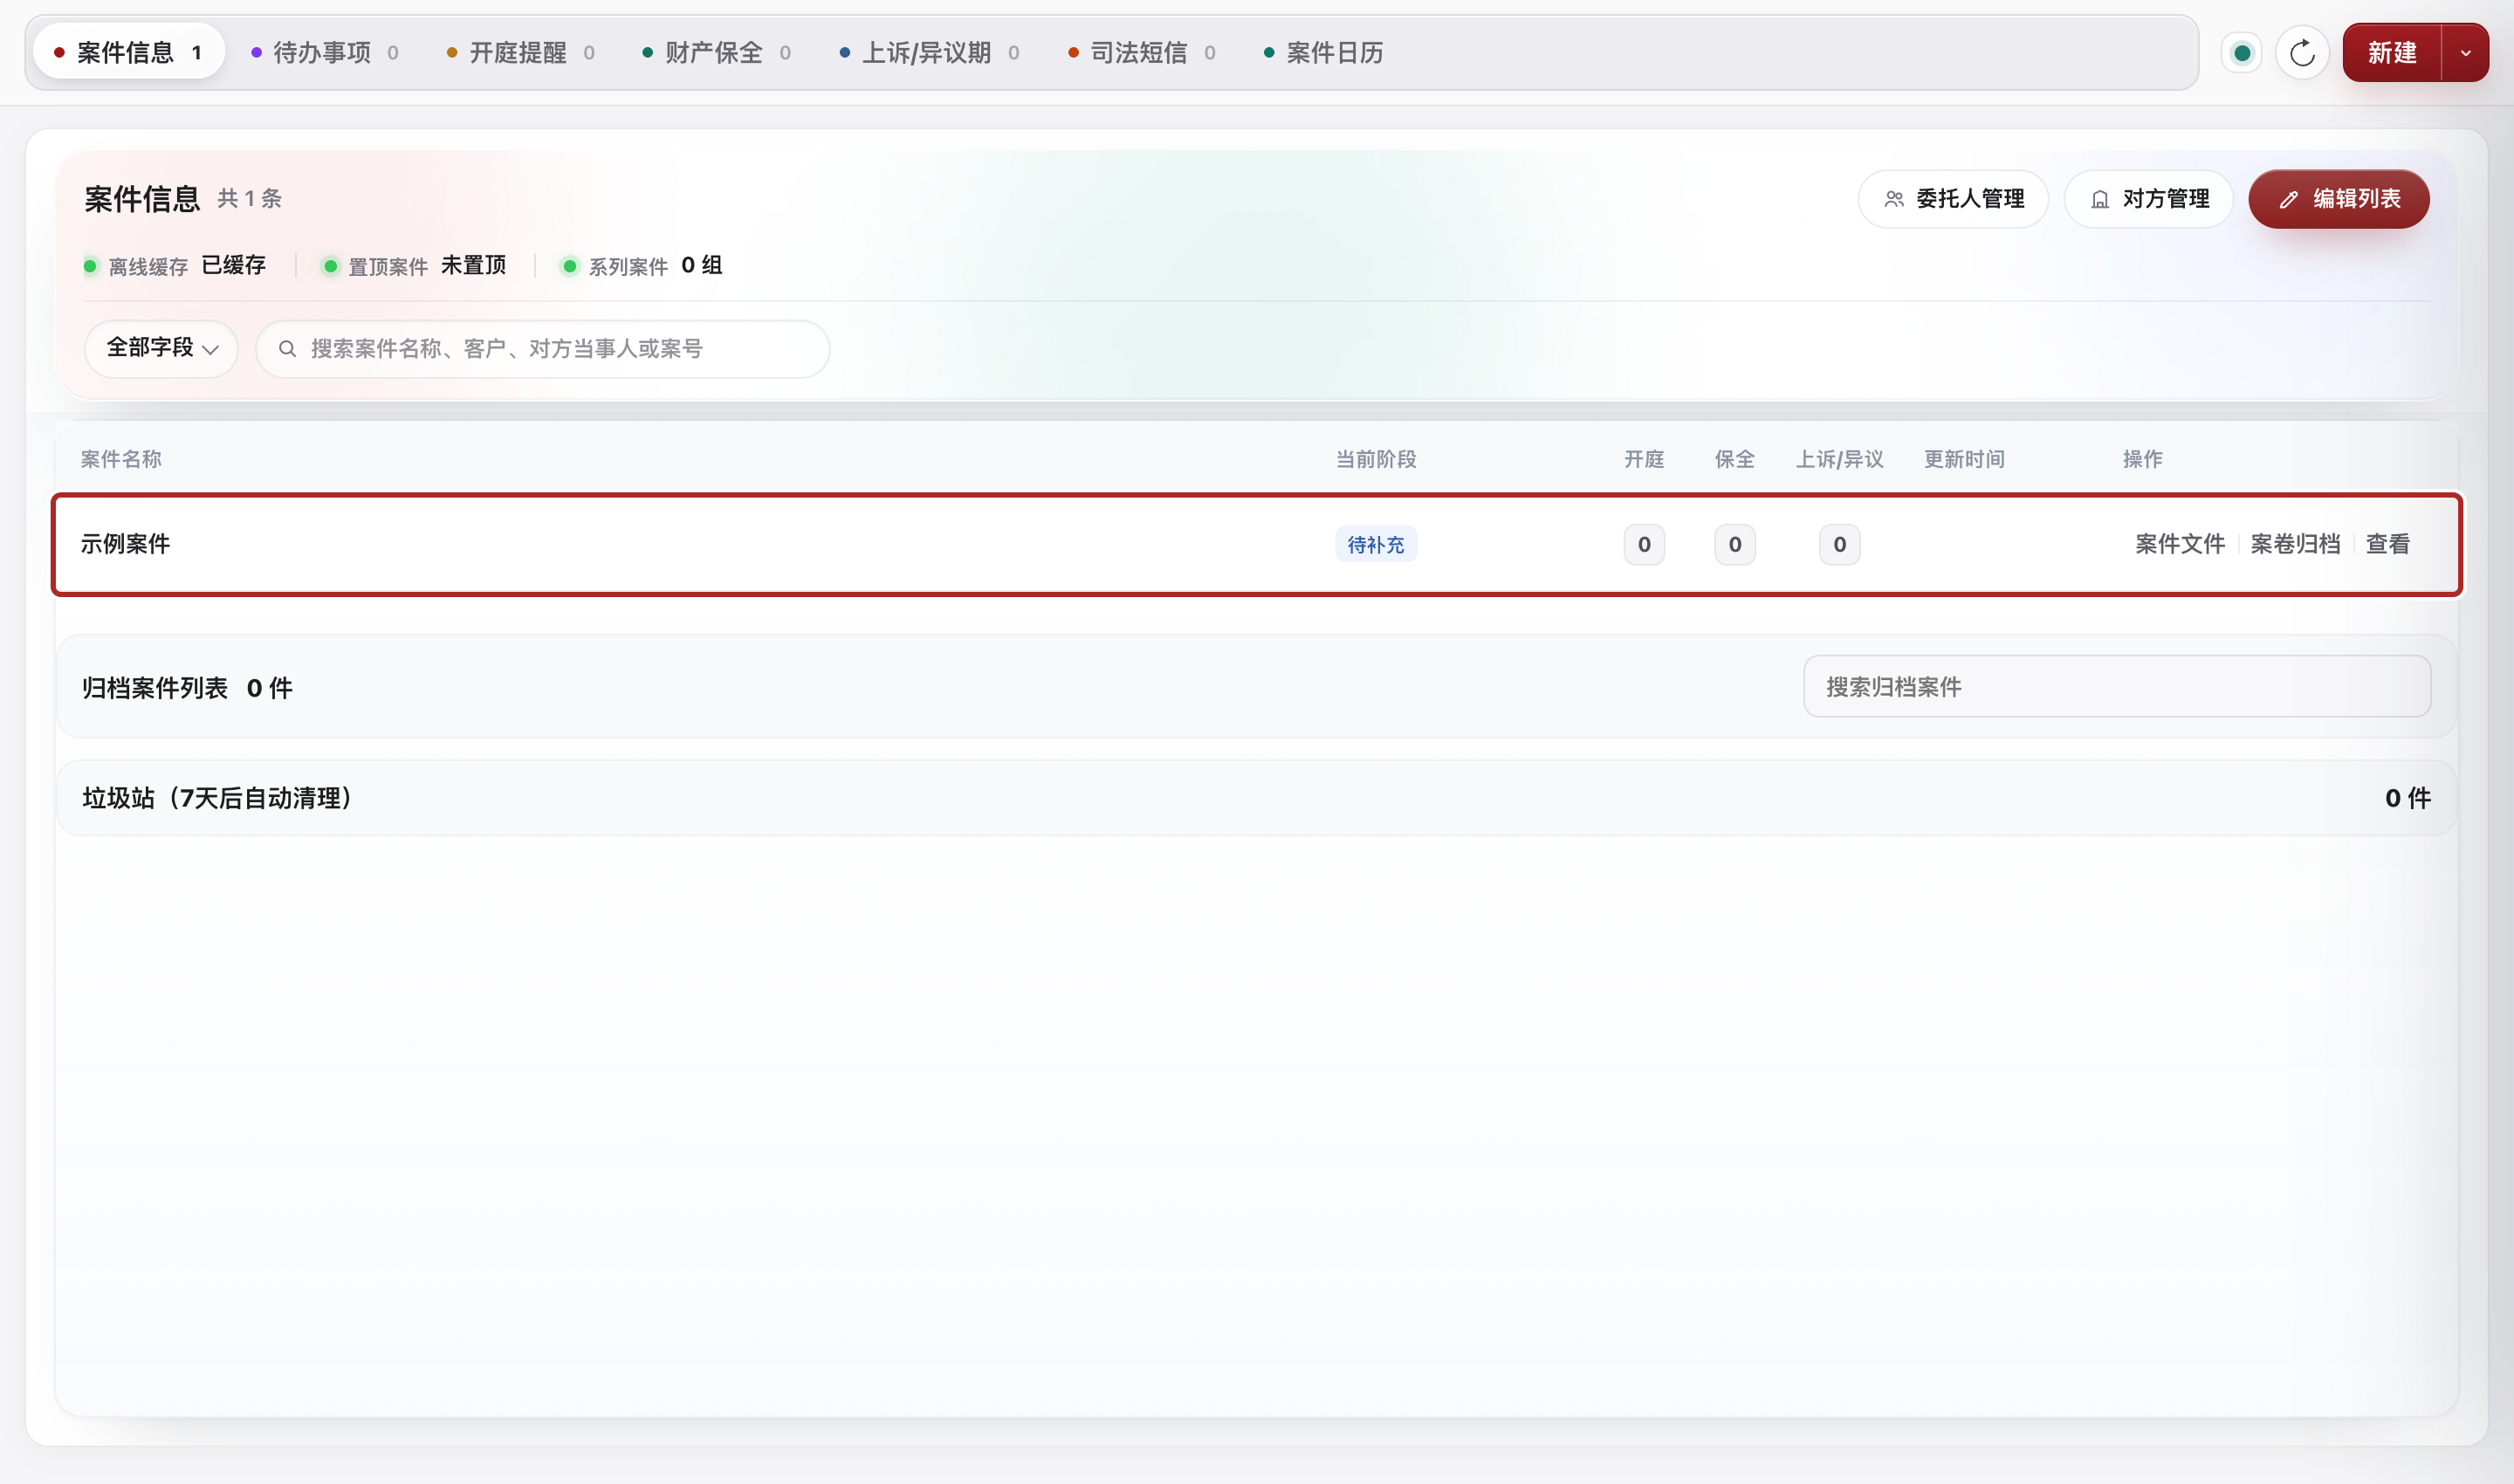 案件信息 1 待办事项 0 开庭提醒 0 财产保全 0 上诉/异议期 0 司法短信 0 案件日历 新建
案件信息 共 1 条 委托人管理 对方管理 编辑列表
离线缓存 已缓存 置顶案件 未置顶 系列案件 0 组
全部字段 搜索案件名称、客户、对方当事人或案号
案件名称 当前阶段 开庭 保全 上诉/异议 更新时间 操作
示例案件 待补充 0 0 0 案件文件 案卷归档 查看
归档案件列表 0 件 搜索归档案件
垃圾站（7天后自动清理） 0 件